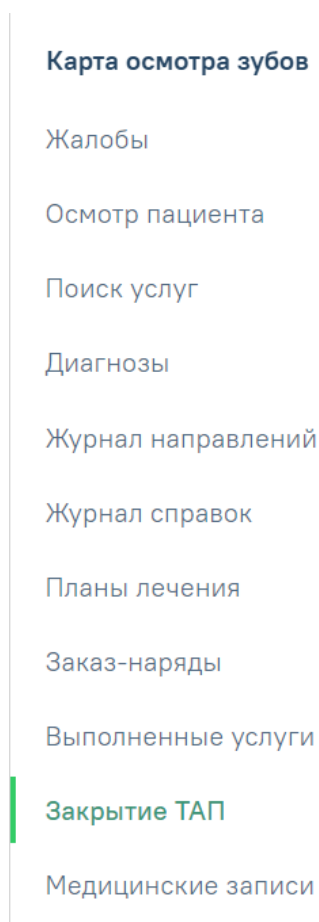 Карта осмотра зубов
Жалобы
Осмотр пациента
Поиск услуг
Диагнозы
Журнал направлений
Журнал справок
Планы лечения
Заказ-наряды
Выполненные услуги
Закрытие ТАП
Медицинские записи